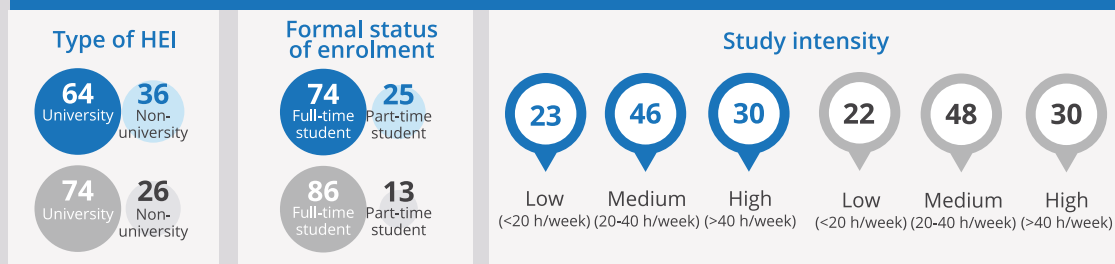 Type of HEI
64
University
36
Non-
university
74
University
26
Non-
university
Formal status
of enrolment
74
Full-time
student
25
Part-time
student
86
Full-time
student
13
Part-time
student
Study intensity
23
46
30
22
48
30
Low
Medium
High
Low
Medium
High
(<20 h/week)
(20-40 h/week)
(>40 h/week)
(<20 h/week)
(20-40 h/week)
(>40 h/week)